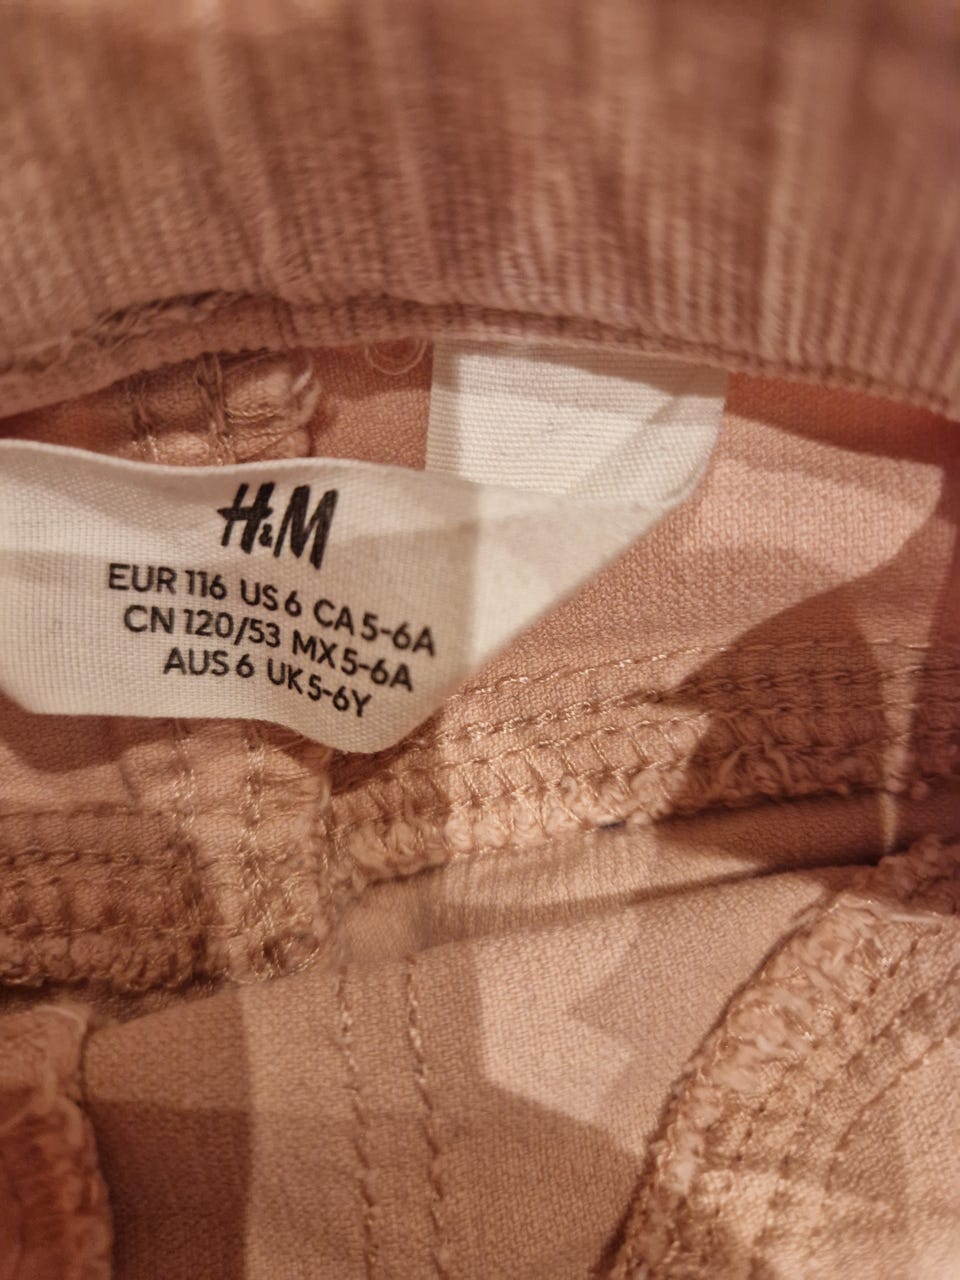 H&M
EUR 116 US 6 CA 5-6A
CN 120/53 MX 5-6A
AUS 6 UK 5-6Y